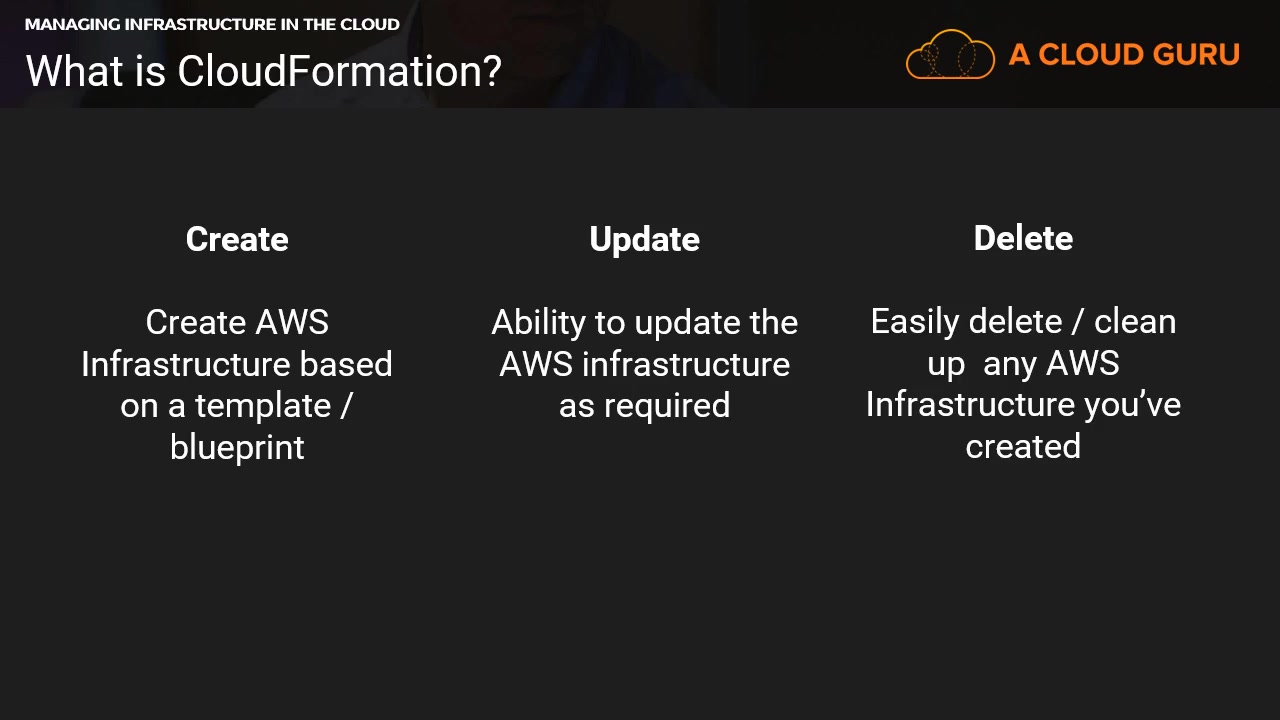 MANAGING INFRASTRUCTURE IN THE CLOUD
What is CloudFormation?
A CLOUD GURU
Create
Create AWS
Infrastructure based
on a template /
blueprint
Update
Ability to update the
AWS infrastructure
as required
Delete
Easily delete / clean
up  any AWS
Infrastructure you’ve
created